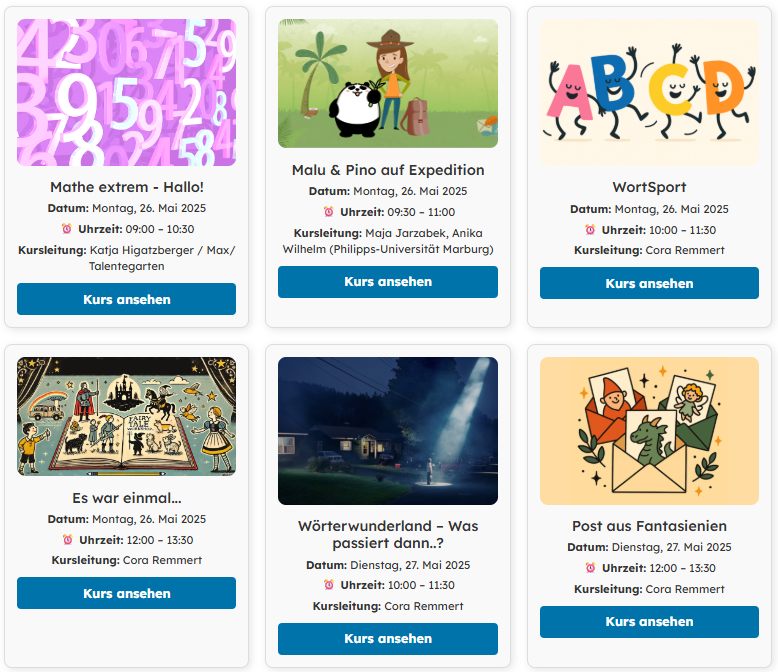 Mathe extrem - Hallo!
Datum: Montag, 26. Mai 2025
⏰ Uhrzeit: 09:00 – 10:30
Kursleitung: Katja Higatzberger / Max/
Talentegarten
Kurs ansehen
Malu & Pino auf Expedition
Datum: Montag, 26. Mai 2025
⏰ Uhrzeit: 09:30 – 11:00
Kursleitung: Maja Jarzabek, Anika
Wilhelm (Philipps-Universität Marburg)
Kurs ansehen
A B C D
WortSport
Datum: Montag, 26. Mai 2025
⏰ Uhrzeit: 10:00 – 11:30
Kursleitung: Cora Remmert
Kurs ansehen
FAIRY
TALE
Es war einmal...
Datum: Montag, 26. Mai 2025
⏰ Uhrzeit: 12:00 – 13:30
Kursleitung: Cora Remmert
Kurs ansehen
Wörterwunderland – Was
passiert dann..?
Datum: Dienstag, 27. Mai 2025
⏰ Uhrzeit: 10:00 – 11:30
Kursleitung: Cora Remmert
Kurs ansehen
Post aus Fantasienien
Datum: Dienstag, 27. Mai 2025
⏰ Uhrzeit: 12:00 – 13:30
Kursleitung: Cora Remmert
Kurs ansehen